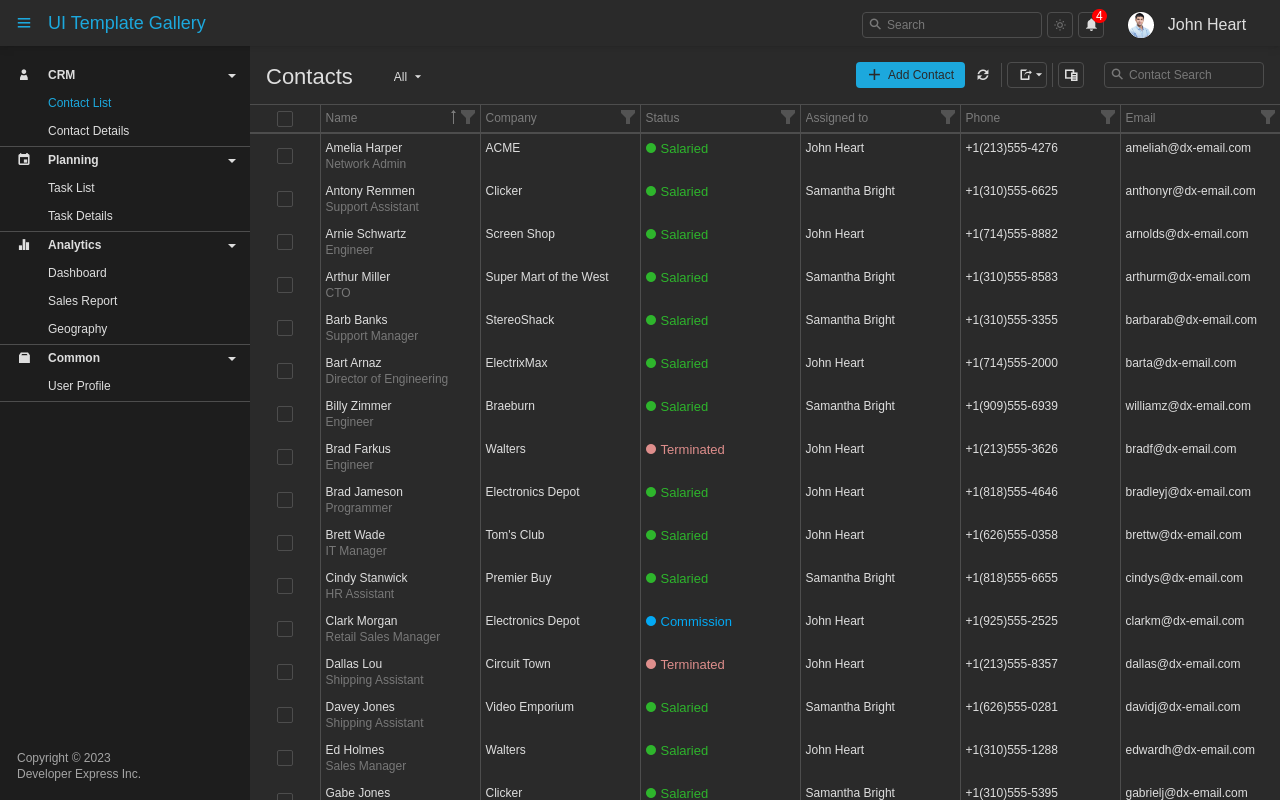 UI Template Gallery
Search
4
John Heart
CRM
Contact List
Contact Details
Planning
Task List
Task Details
Analytics
Dashboard
Sales Report
Geography
Common
User Profile
Copyright © 2023
Developer Express Inc.
Contacts
All
Add Contact
Contact Search
Name Company Status Assigned to Phone Email
Amelia Harper ACME Salaried John Heart +1(213)555-4276 ameliah@dx-email.com
Network Admin
Antony Remmen Clicker Salaried Samantha Bright +1(310)555-6625 anthonyr@dx-email.com
Support Assistant
Arnie Schwartz Screen Shop Salaried John Heart +1(714)555-8882 arnolds@dx-email.com
Engineer
Arthur Miller Super Mart of the West Salaried Samantha Bright +1(310)555-8583 arthurm@dx-email.com
CTO
Barb Banks StereoShack Salaried Samantha Bright +1(310)555-3355 barbarab@dx-email.com
Support Manager
Bart Arnaz ElectrixMax Salaried John Heart +1(714)555-2000 barta@dx-email.com
Director of Engineering
Billy Zimmer Braeburn Salaried Samantha Bright +1(909)555-6939 williamz@dx-email.com
Engineer
Brad Farkus Walters Terminated John Heart +1(213)555-3626 bradf@dx-email.com
Engineer
Brad Jameson Electronics Depot Salaried John Heart +1(818)555-4646 bradleyj@dx-email.com
Programmer
Brett Wade Tom's Club Salaried John Heart +1(626)555-0358 brettw@dx-email.com
IT Manager
Cindy Stanwick Premier Buy Salaried Samantha Bright +1(818)555-6655 cindys@dx-email.com
HR Assistant
Clark Morgan Electronics Depot Commission John Heart +1(925)555-2525 clarkm@dx-email.com
Retail Sales Manager
Dallas Lou Circuit Town Terminated John Heart +1(213)555-8357 dallas@dx-email.com
Shipping Assistant
Davey Jones Video Emporium Salaried Samantha Bright +1(626)555-0281 davidj@dx-email.com
Shipping Assistant
Ed Holmes Walters Salaried John Heart +1(310)555-1288 edwardh@dx-email.com
Sales Manager
Gabe Jones Clicker Salaried Samantha Bright +1(310)555-5395 gabrielj@dx-email.com